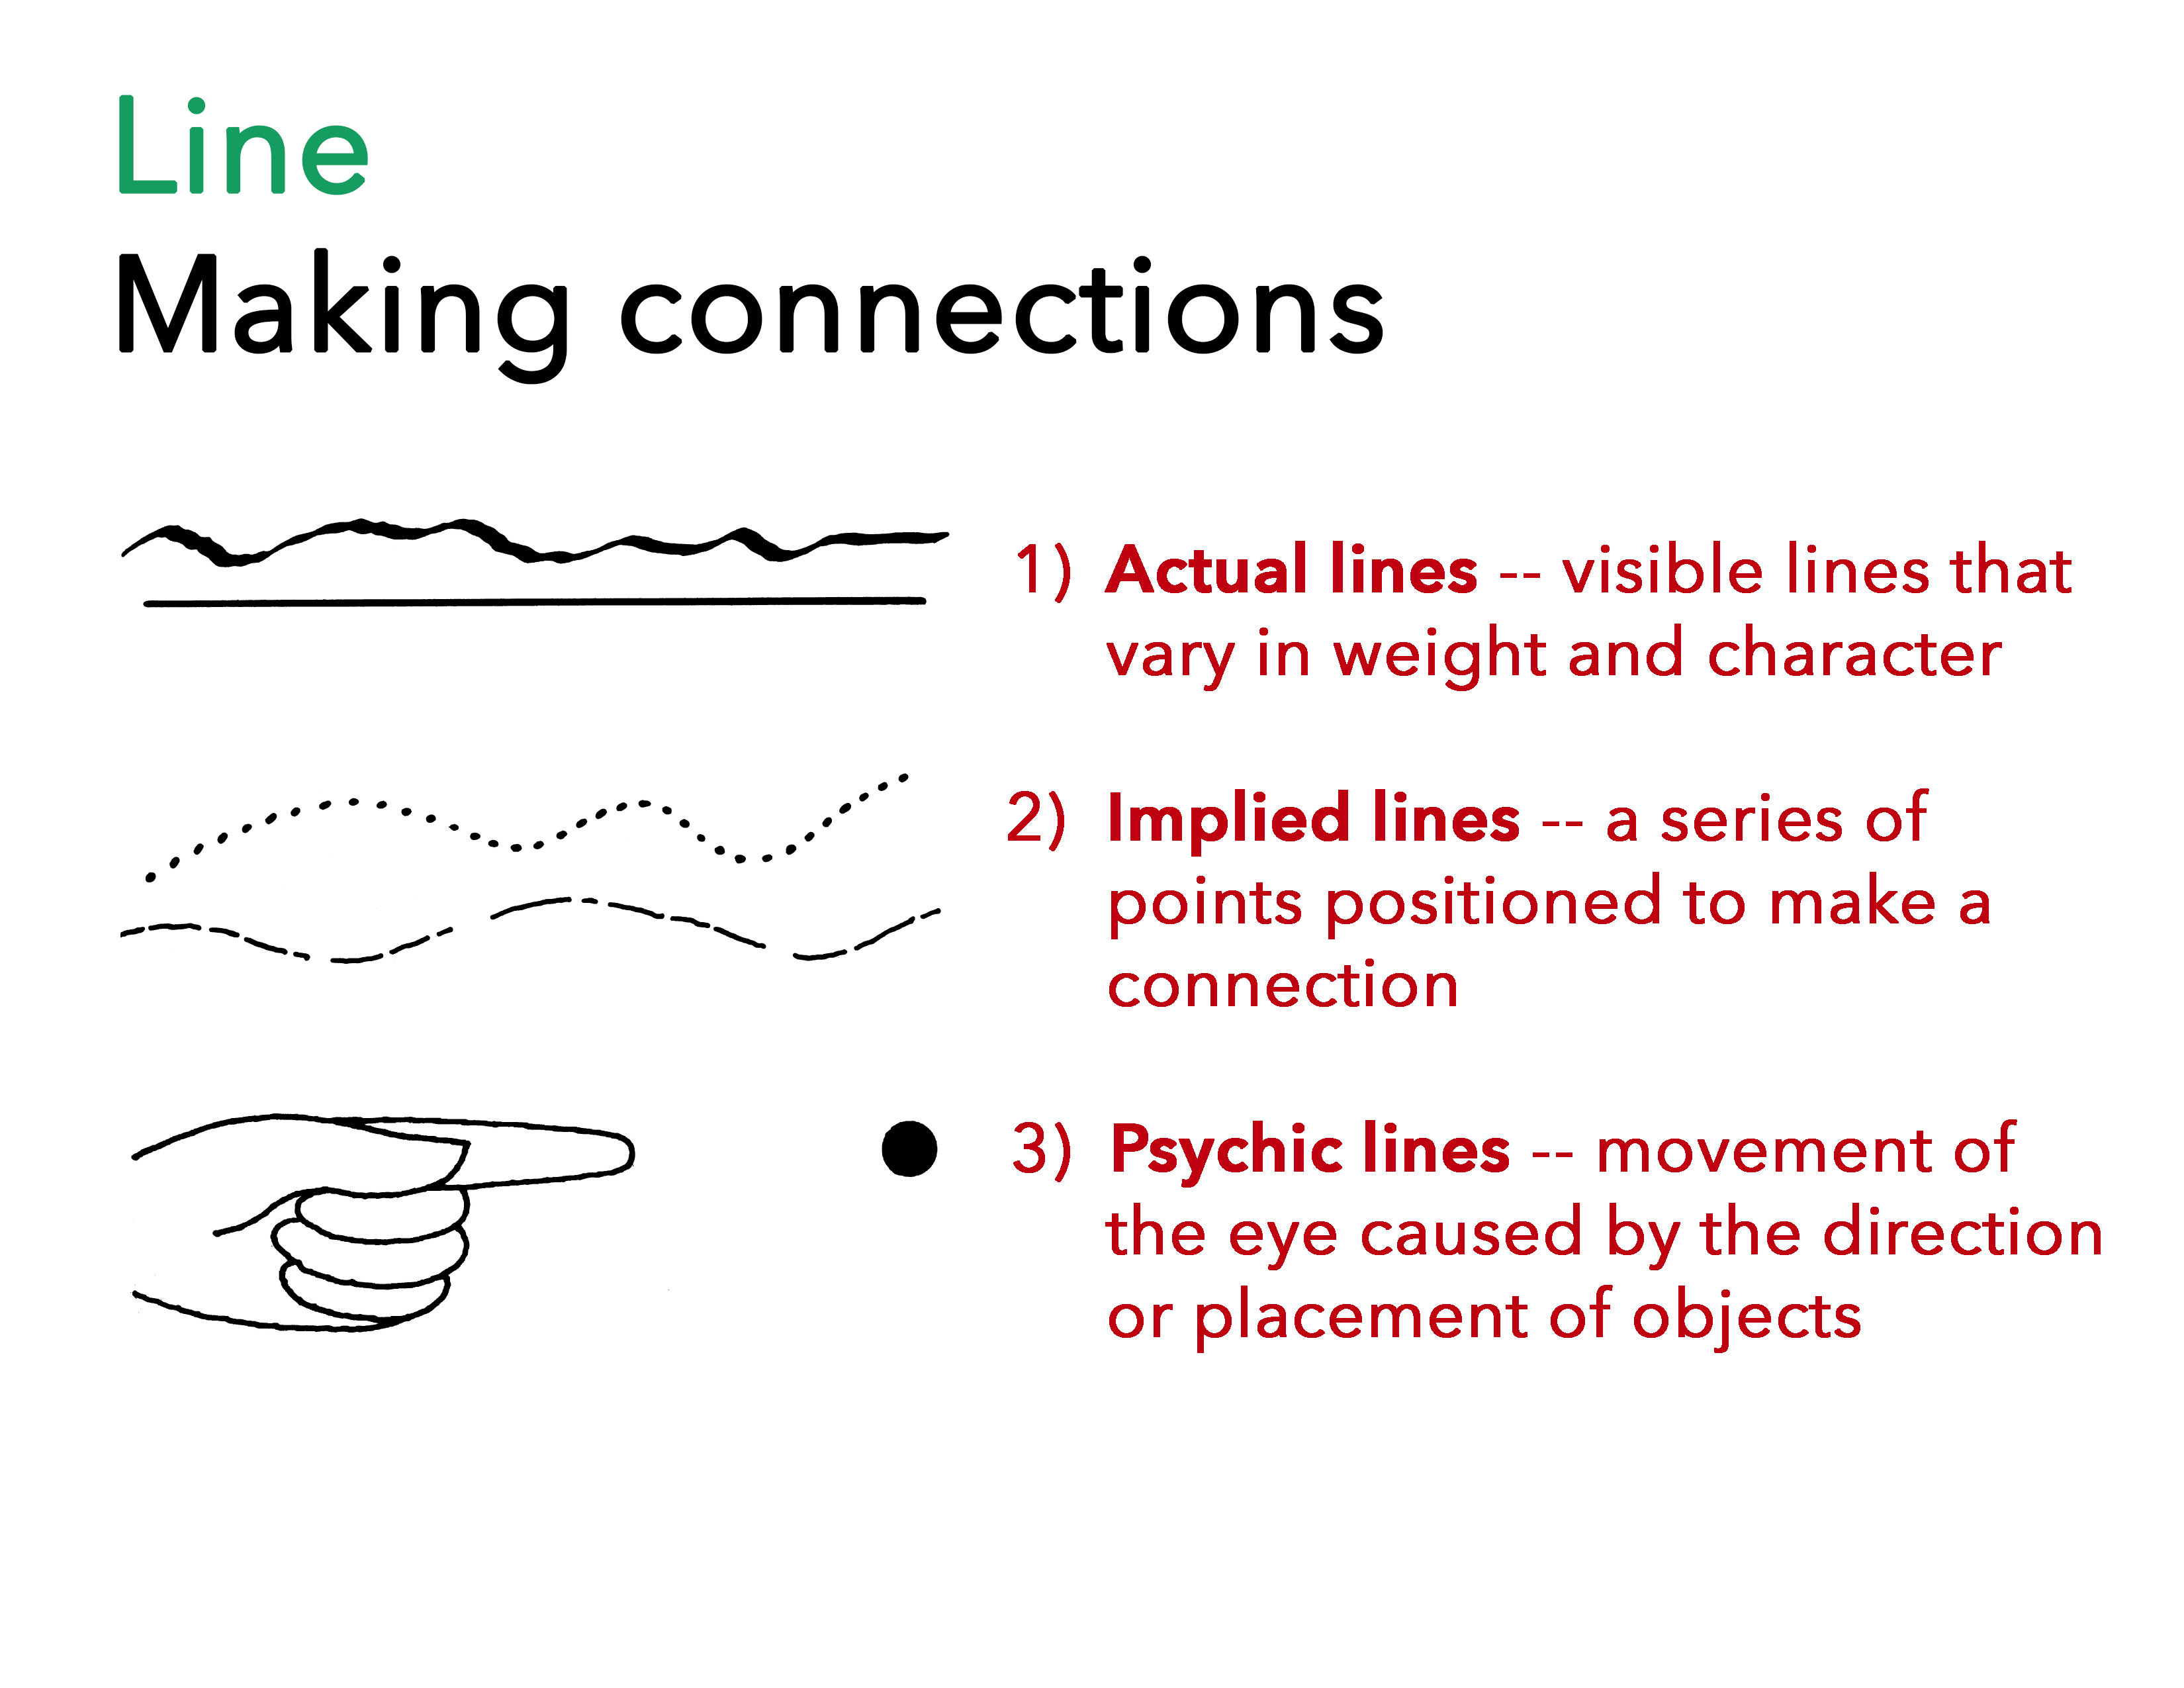 Line
Making connections
1) Actual lines -- visible lines that
vary in weight and character
2) Implied lines -- a series of
points positioned to make a
connection
3) Psychic lines -- movement of
the eye caused by the direction
or placement of objects